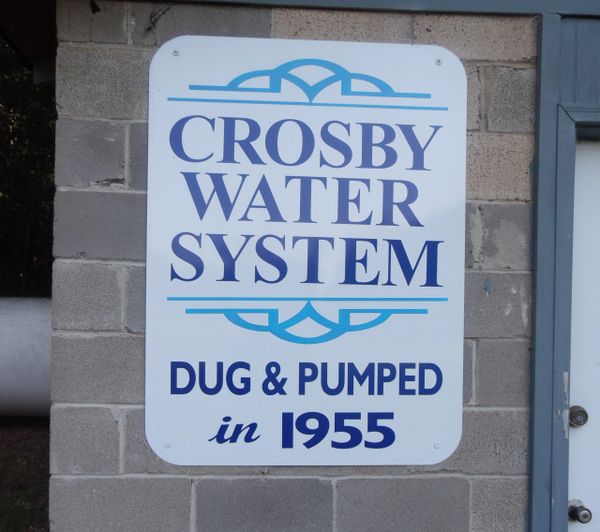 CROSBY
WATER
SYSTEM
DUG & PUMPED
in 1955